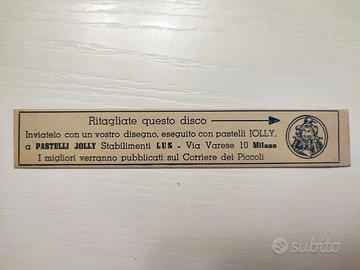 Ritagliate questo disco
Inviatelo con un vostro disegno, eseguito con pastelli JOLLY,
a PASTELLI JOLLY Stabilimenti LUS - Via Varese 10 Milano
I migliori verranno pubblicati sul Corriere dei Piccoli
subito